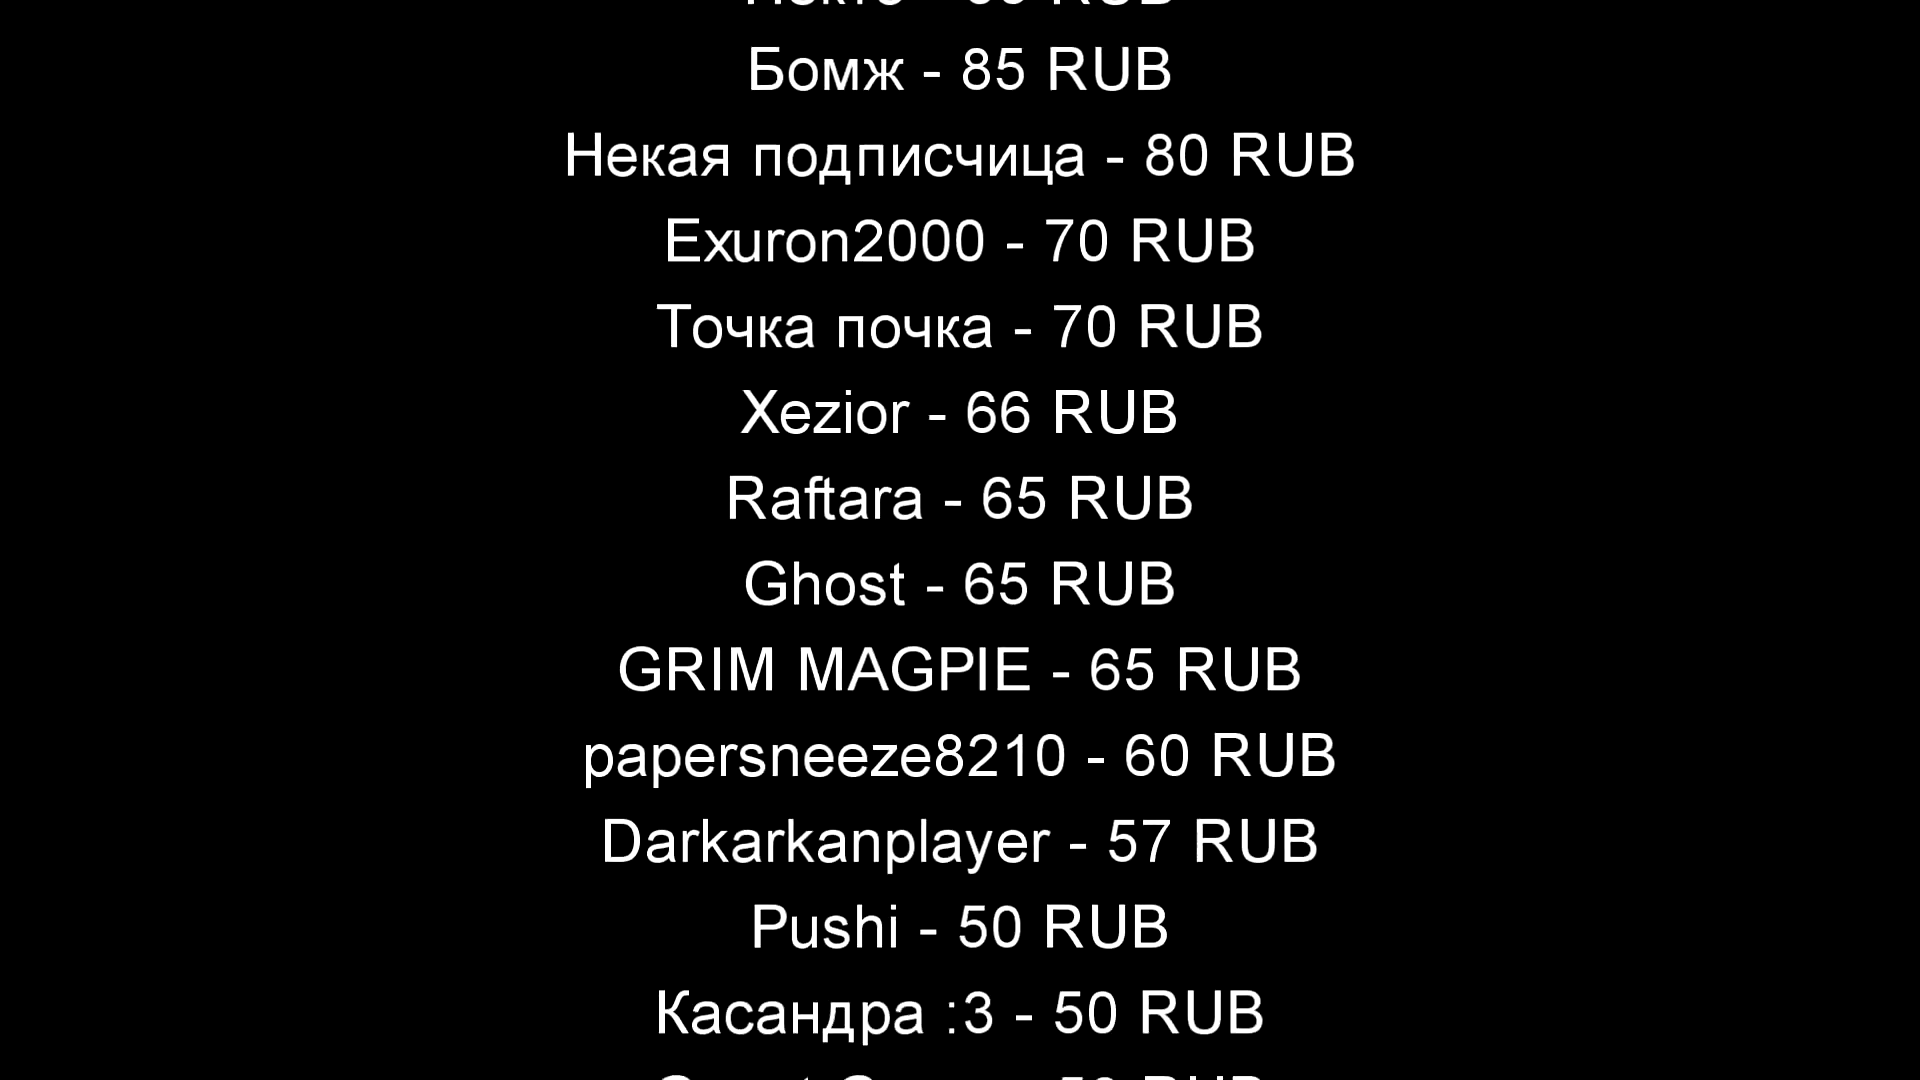 Бомж - 85 RUB
Некая подписчица - 80 RUB
Exuron2000 - 70 RUB
Точка почка - 70 RUB
Xezior - 66 RUB
Raftara - 65 RUB
Ghost - 65 RUB
GRIM MAGPIE - 65 RUB
papersneeze8210 - 60 RUB
Darkarkanplayer - 57 RUB
Pushi - 50 RUB
Касандра :3 - 50 RUB